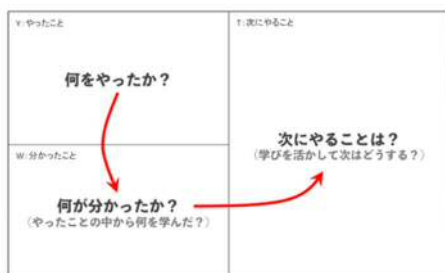 Y:やったこと
何をやったか？
W:分かったこと
何が分かったか？
（やったことの中から何を学んだ？）
T:次にやること
次にやることは？
（学びを活かして次はどうする？）